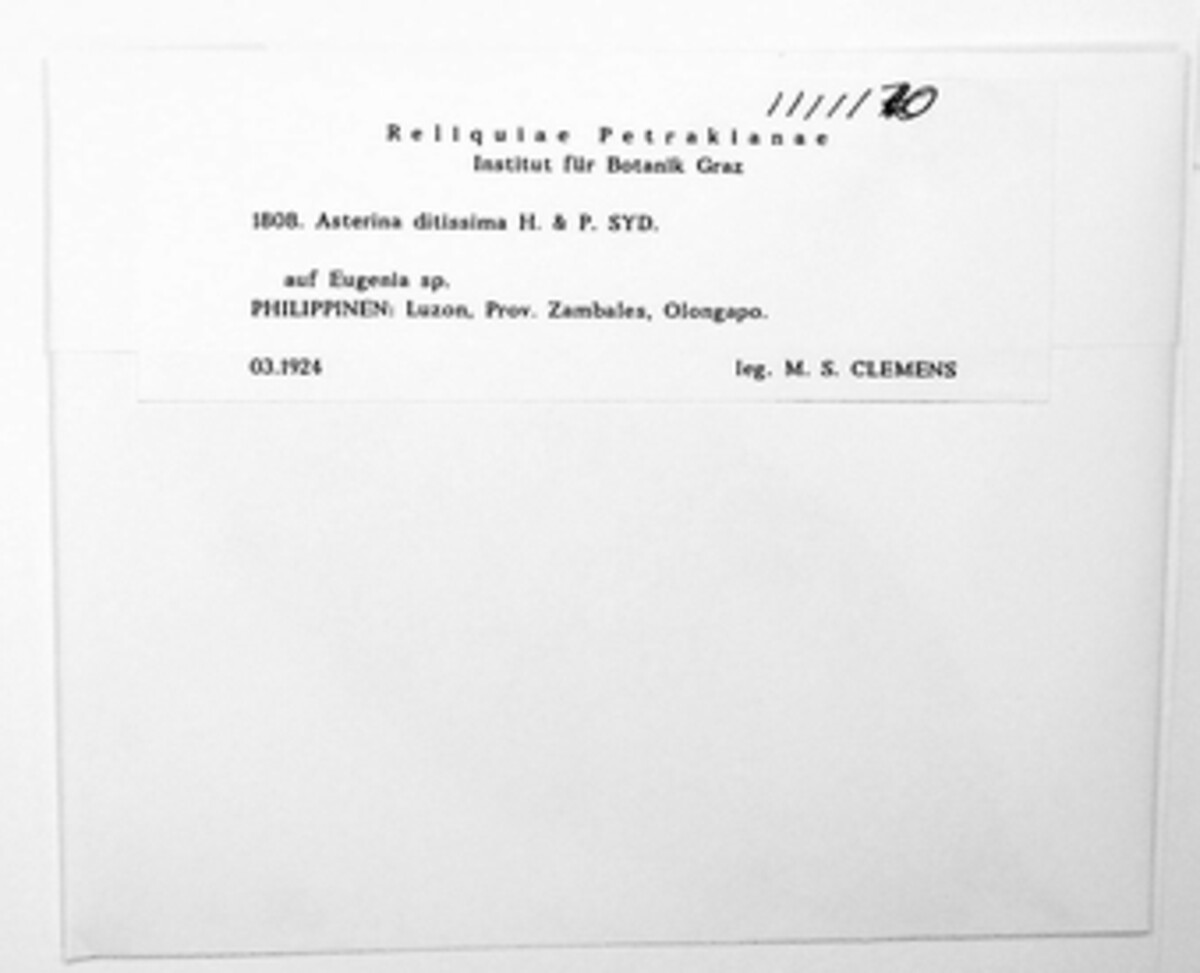 Reliquiae Petrakianae
Institut für Botanik Graz
1808. Asterina ditissima H. & P. SYD.
auf Eugenia sp.
PHILIPPINEN: Luzon, Prov. Zambales, Olongapo.
03.1924 leg. M. S. CLEMENS